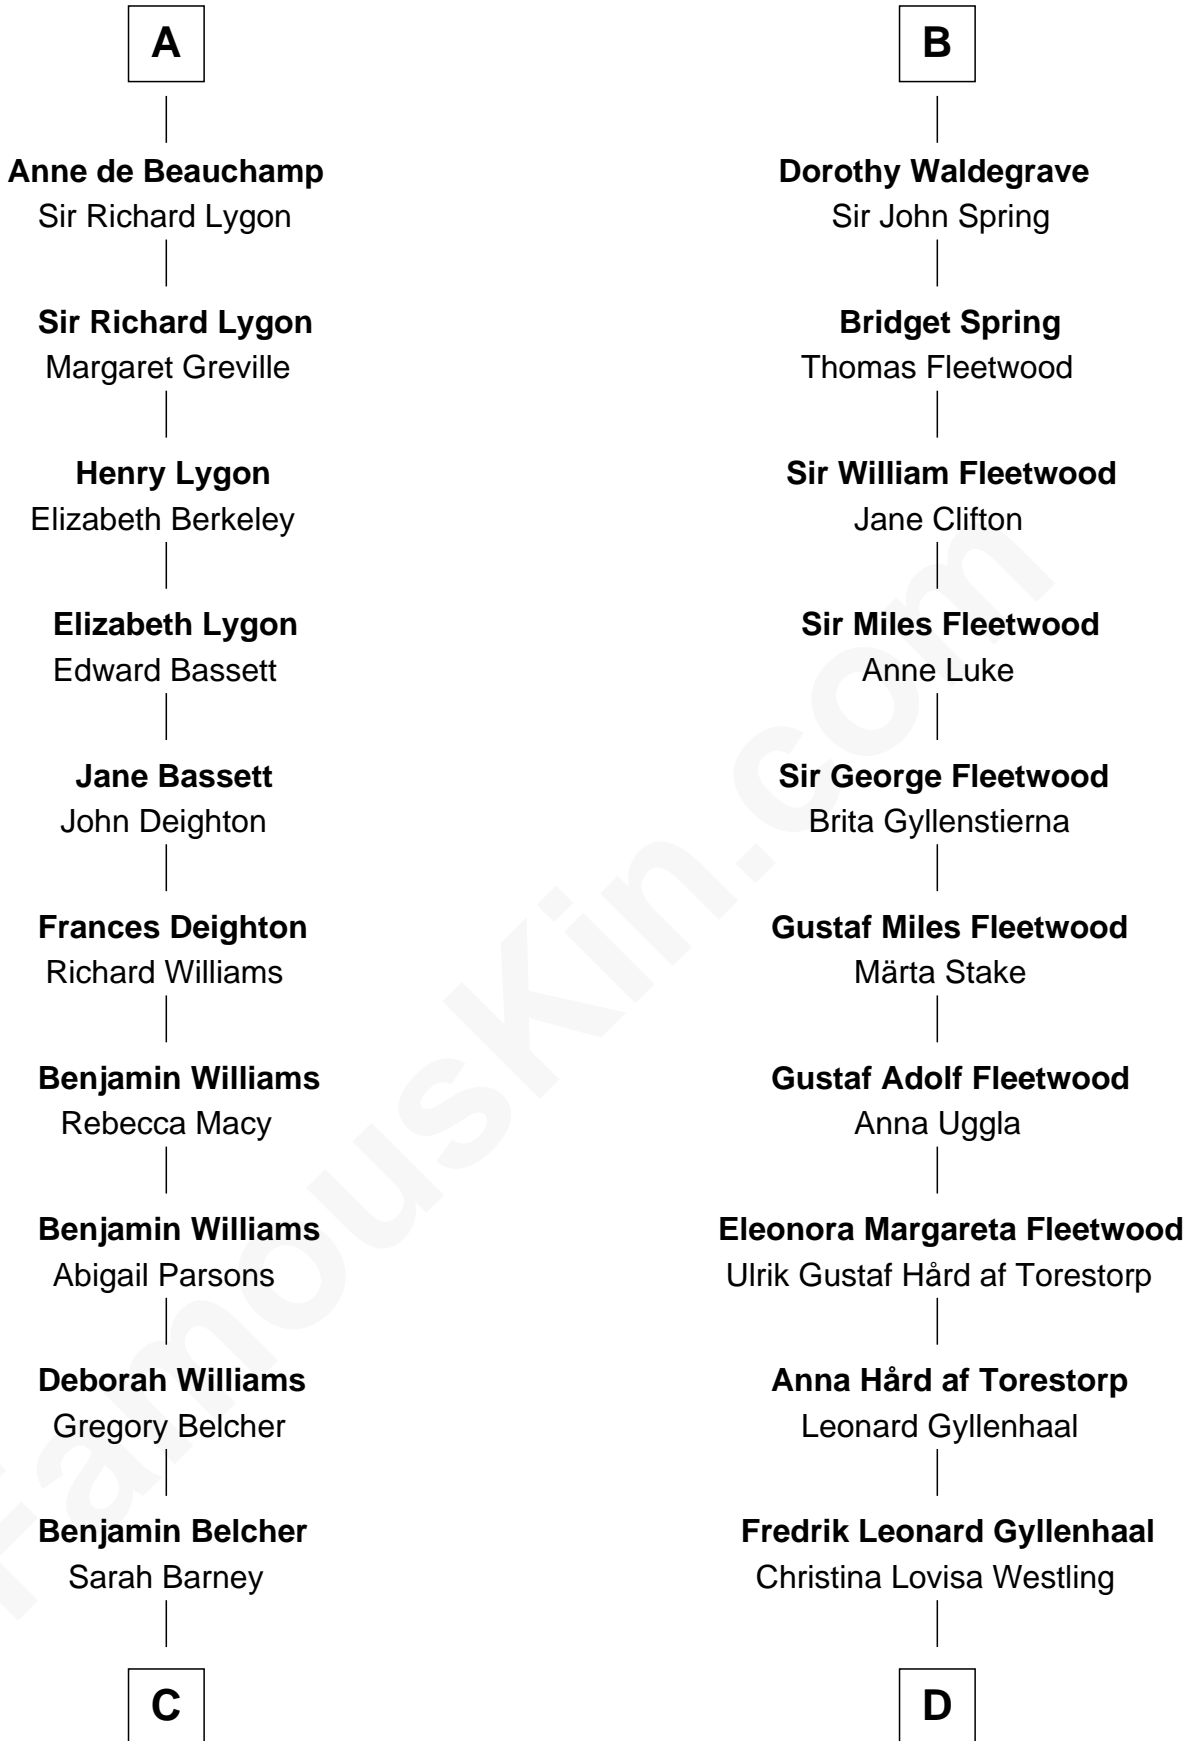 A
Anne de Beauchamp
Sir Richard Lygon
Sir Richard Lygon
Margaret Greville
Henry Lygon
Elizabeth Berkeley
Elizabeth Lygon
Edward Bassett
Jane Bassett
John Deighton
Frances Deighton
Richard Williams
Benjamin Williams
Rebecca Macy
Benjamin Williams
Abigail Parsons
Deborah Williams
Gregory Belcher
Benjamin Belcher
Sarah Barney
C
B
Dorothy Waldegrave
Sir John Spring
Bridget Spring
Thomas Fleetwood
Sir William Fleetwood
Jane Clifton
Sir Miles Fleetwood
Anne Luke
Sir George Fleetwood
Brita Gyllenstierna
Gustaf Miles Fleetwood
Märta Stake
Gustaf Adolf Fleetwood
Anna Uggla
Eleonora Margareta Fleetwood
Ulrik Gustaf Hård af Torestorp
Anna Hård af Torestorp
Leonard Gyllenhaal
Fredrik Leonard Gyllenhaal
Christina Lovisa Westling
D
FamousKin.com